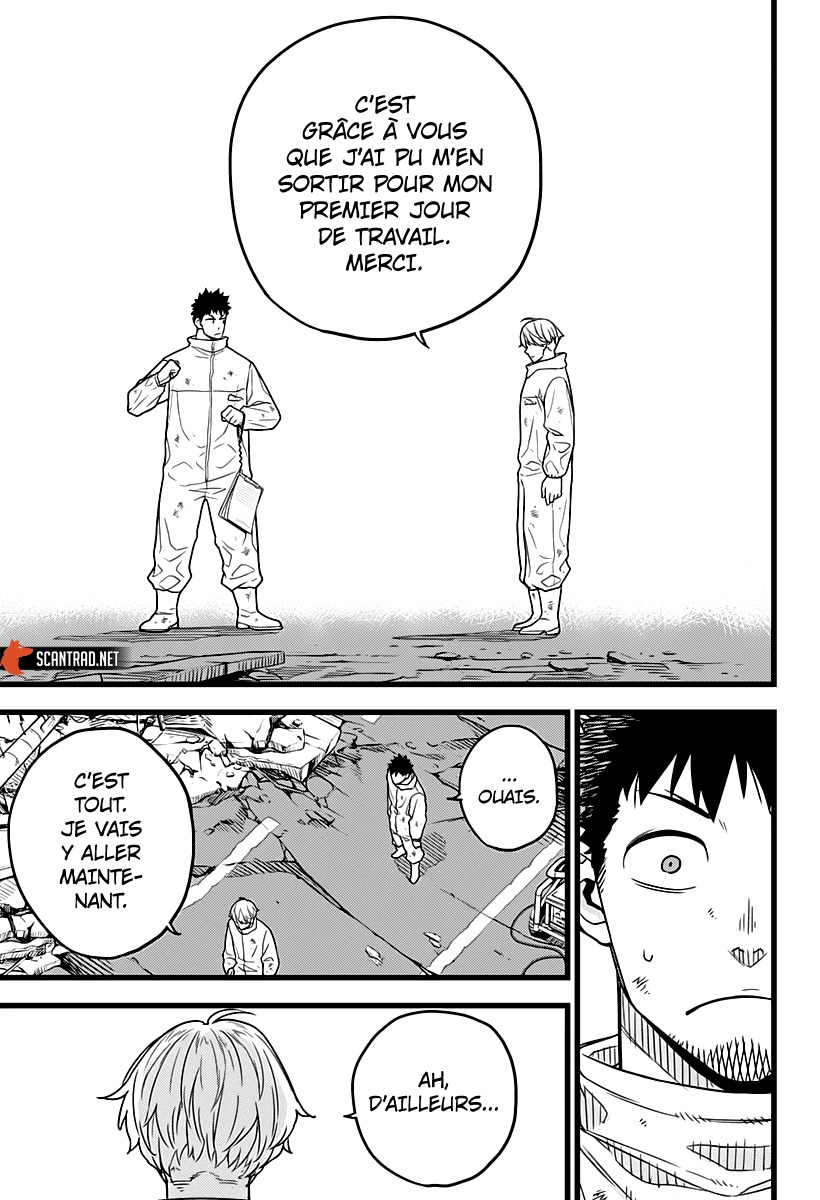 C'EST
GRÂCE À VOUS
QUE J'AI PU M'EN
SORTIR POUR MON
PREMIER JOUR
DE TRAVAIL.
MERCI.
SCANTRAD.NET
...
OUAIS.
C'EST
TOUT.
JE VAIS
Y ALLER
MAINTE-
NANT.
AH,
D'AILLEURS...